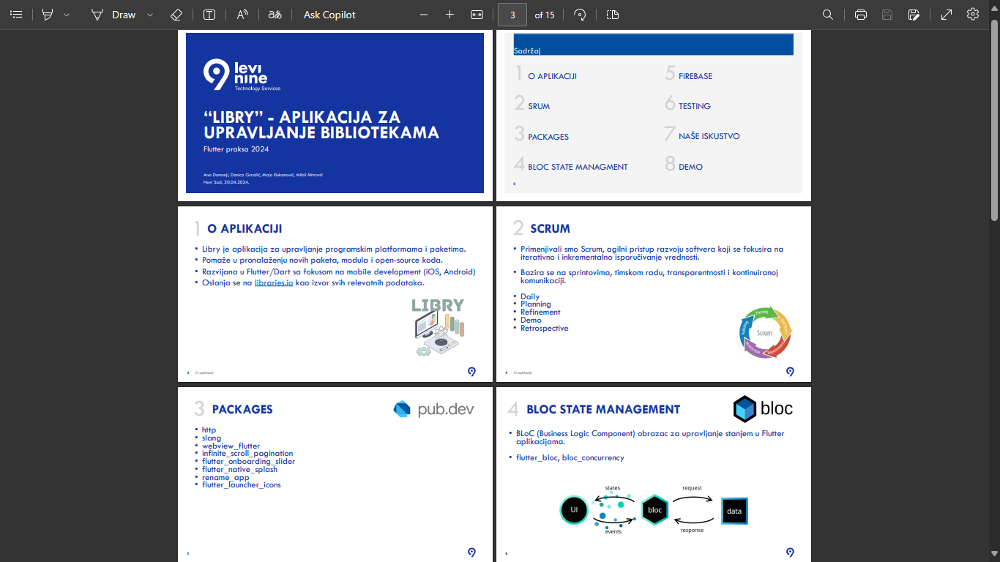 Draw
aあ
Ask Copilot
3
of 15
levi
nine
Technology Services
“LIBRY” - APLIKACIJA ZA
UPRAVLJANJE BIBLIOTEKAMA
Flutter praksa 2024
Ana Domonji, Danica Gazdić, Maja Đukanović, Miloš Mitrović
Novi Sad, 30.04.2024.
Sadržaj
1 O APLIKACIJI
2 SRUM
3 PACKAGES
4 BLOC STATE MANAGMENT
5 FIREBASE
6 TESTING
7 NAŠE ISKUSTVO
8 DEMO
2
1 O APLIKACIJI
• Libry je aplikacija za upravljanje programskim platformama i paketima.
• Pomaže u pronalaženju novih paketa, modula i open-source koda.
• Razvijana u Flutter/Dart sa fokusom na mobile development (iOS, Android)
• Oslanja se na libraries.io kao izvor svih relevatnih podataka.
LIBRY
3 O aplikaciji
2 SCRUM
• Primenjivali smo Scrum, agilni pristup razvoju softvera koji se fokusira na
iterativno i inkrementalno isporučivanje vrednosti.
• Bazira se na sprintovima, timskom radu, transparentnosti i kontinuiranoj
komunikaciji.
• Daily
• Planning
• Refinement
• Demo
• Retrospective
Planning
Scrum
4 O aplikaciji
3 PACKAGES
pub.dev
• http
• slang
• webview_flutter
• infinite_scroll_pagination
• flutter_onboarding_slider
• flutter_native_splash
• rename_app
• flutter_launcher_icons
5
4 BLOC STATE MANAGEMENT
bloc
• BLoC (Business Logic Component) obrazac za upravljanje stanjem u Flutter
aplikacijama.
• flutter_bloc, bloc_concurrency
states
request
UI
bloc
data
events
response
6